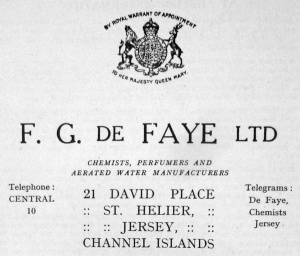 BY ROYAL WARRANT OF APPOINTMENT
TO HER MAJESTY QUEEN MARY.
F. G. DE FAYE LTD
CHEMISTS, PERFUMERS AND
AERATED WATER MANUFACTURERS
Telephone :
CENTRAL
10
21 DAVID PLACE
:: ST. HELIER, ::
:: :: JERSEY, :: ::
CHANNEL ISLANDS
Telegrams :
De Faye,
Chemists
Jersey